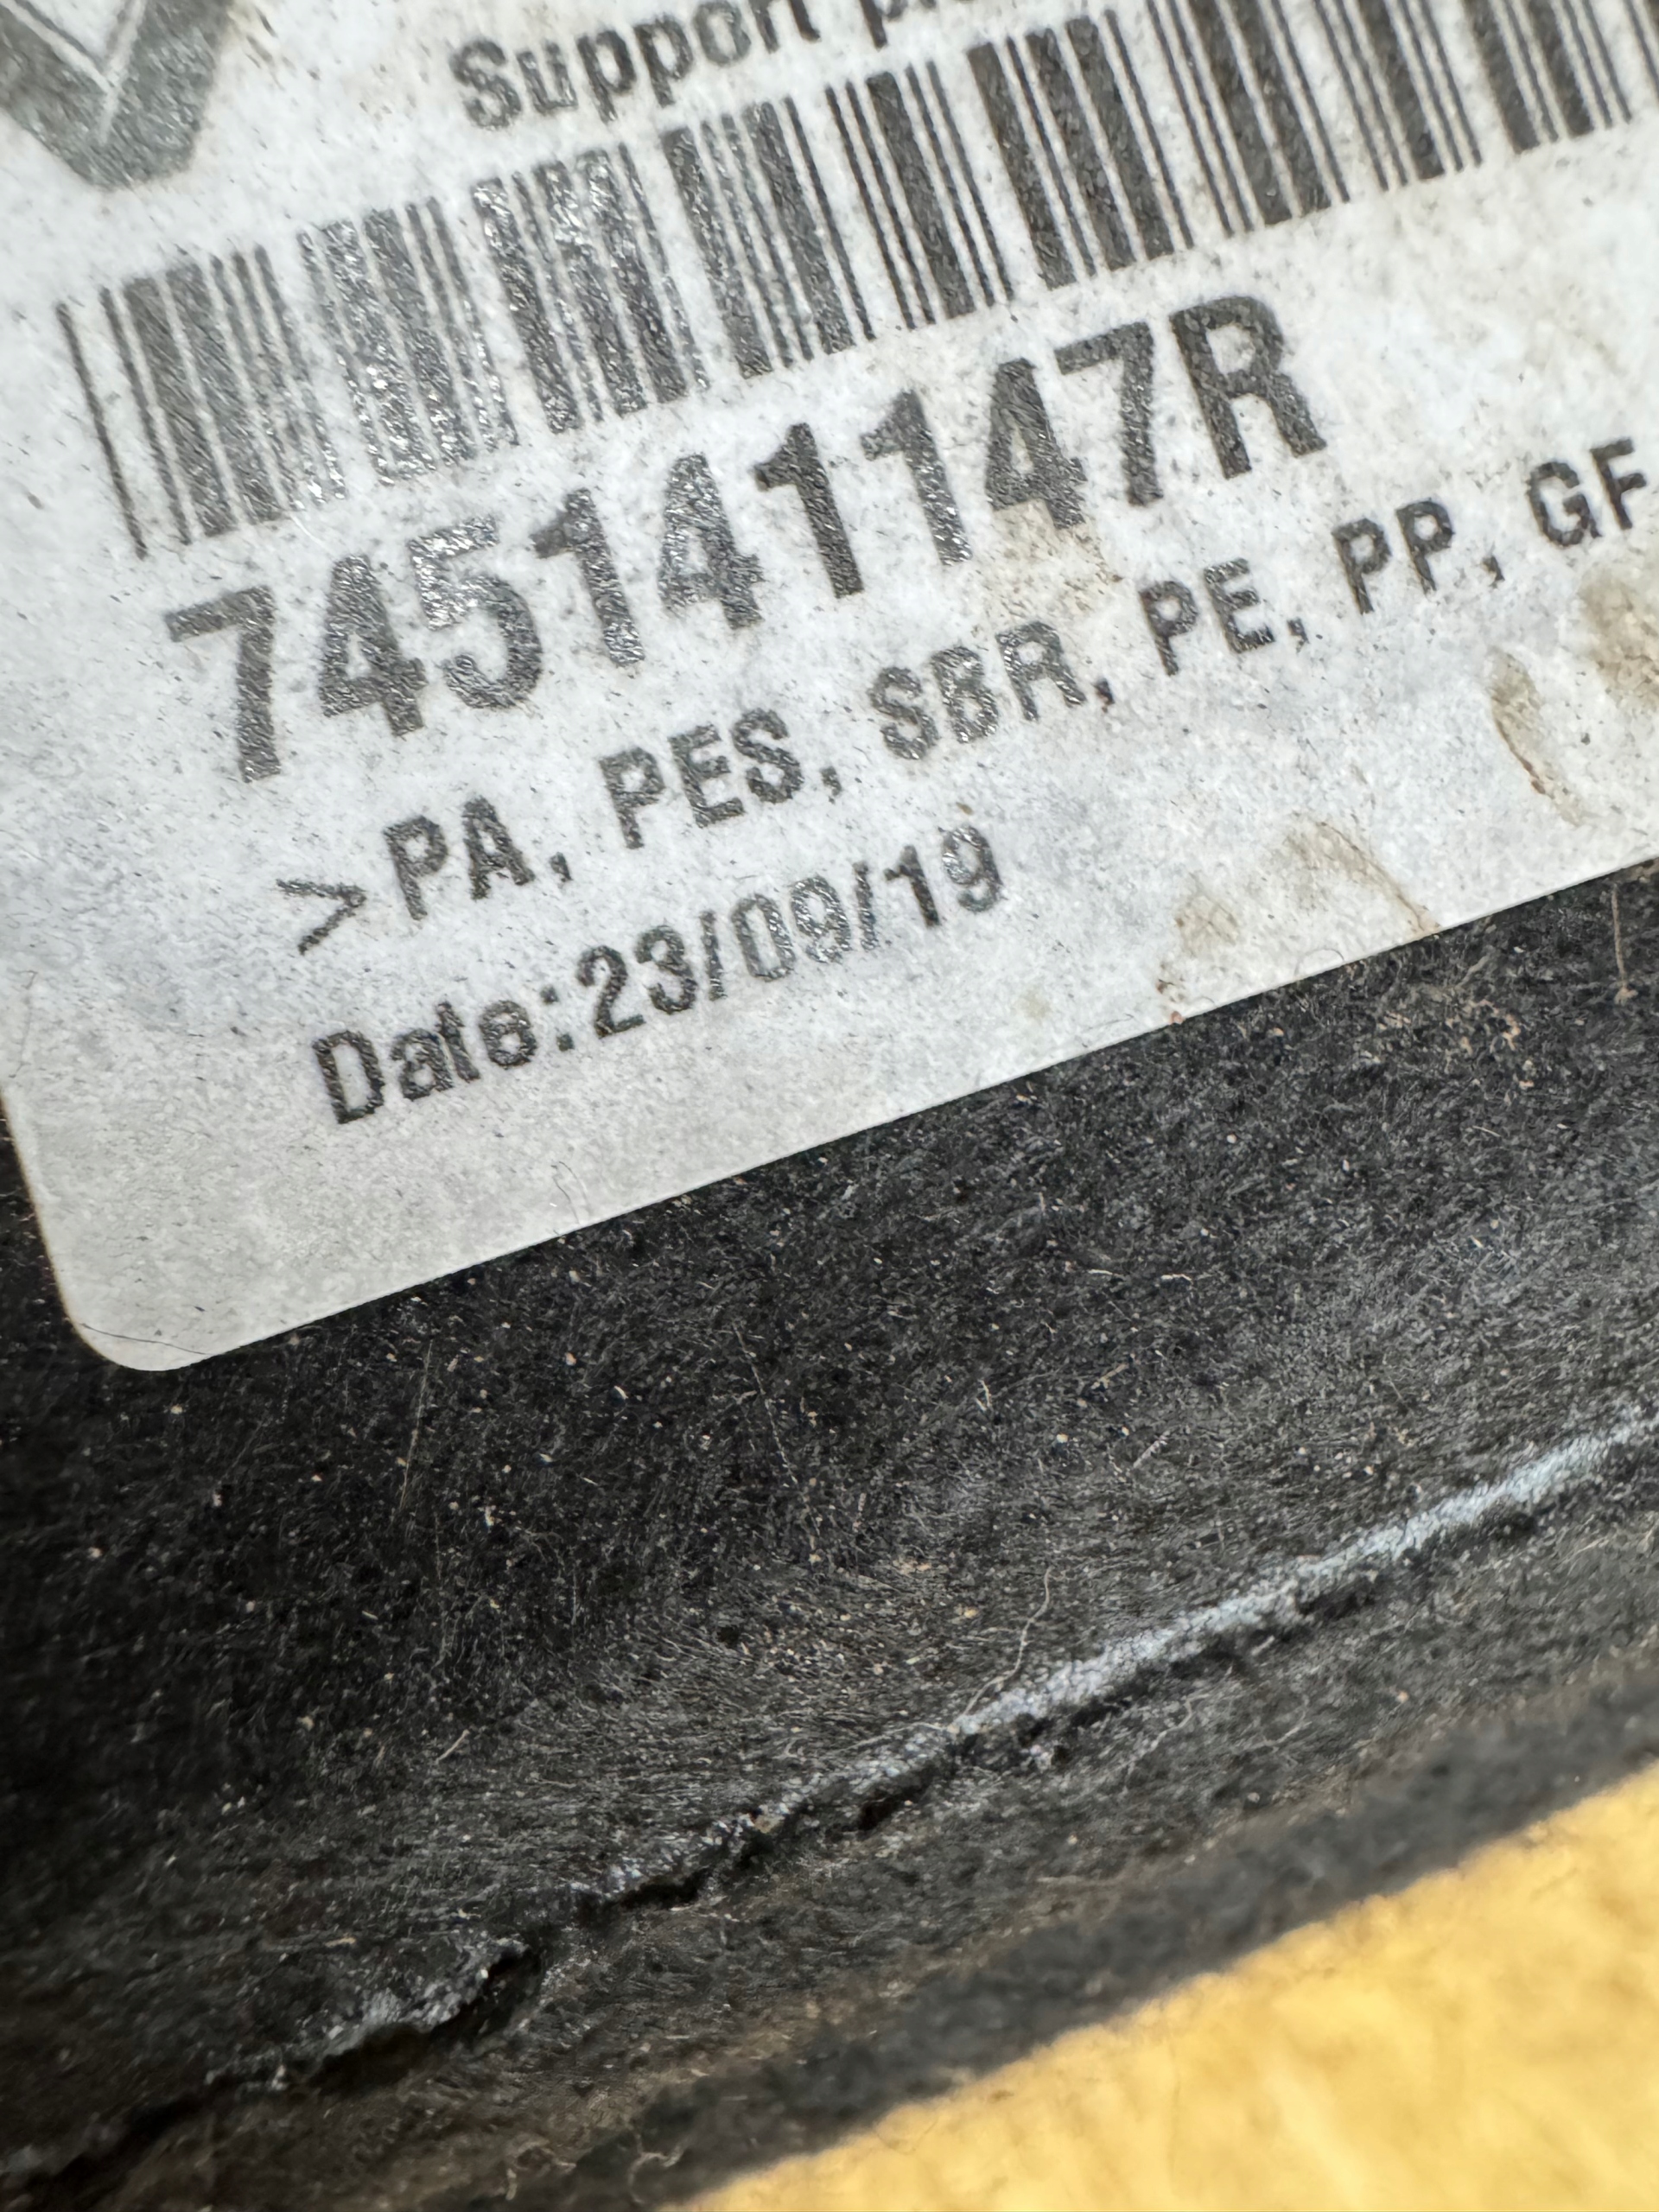 Support
745141147R
>PA, PES, SBR, PE, PP, GF
Date:23/09/19